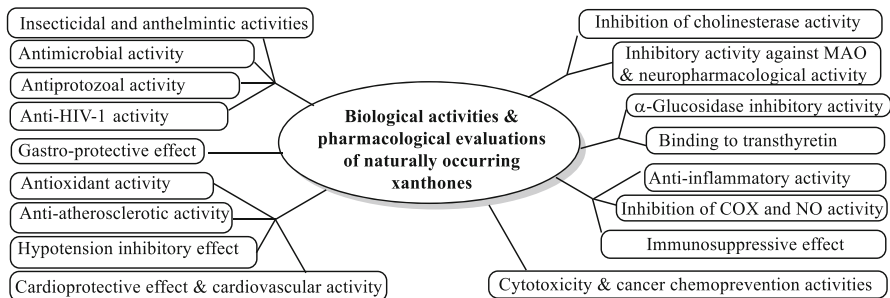 Insecticidal and anthelmintic activities
Antimicrobial activity
Antiprotozoal activity
Anti-HIV-1 activity
Gastro-protective effect
Antioxidant activity
Anti-atherosclerotic activity
Hypotension inhibitory effect
Cardioprotective effect & cardiovascular activity
Biological activities &
pharmacological evaluations
of naturally occurring
xanthones
Inhibition of cholinesterase activity
Inhibitory activity against MAO
& neuropharmacological activity
α-Glucosidase inhibitory activity
Binding to transthyretin
Anti-inflammatory activity
Inhibition of COX and NO activity
Immunosuppressive effect
Cytotoxicity & cancer chemoprevention activities